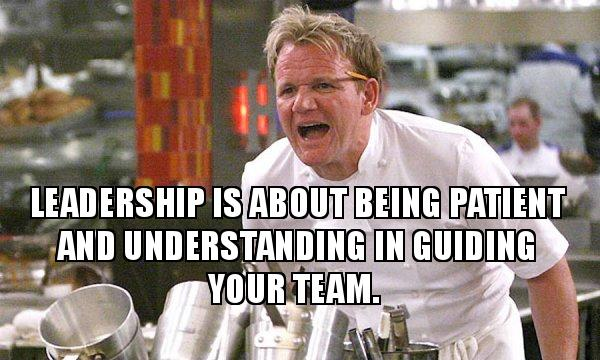 LEADERSHIP IS ABOUT BEING PATIENT
AND UNDERSTANDING IN GUIDING
YOUR TEAM.